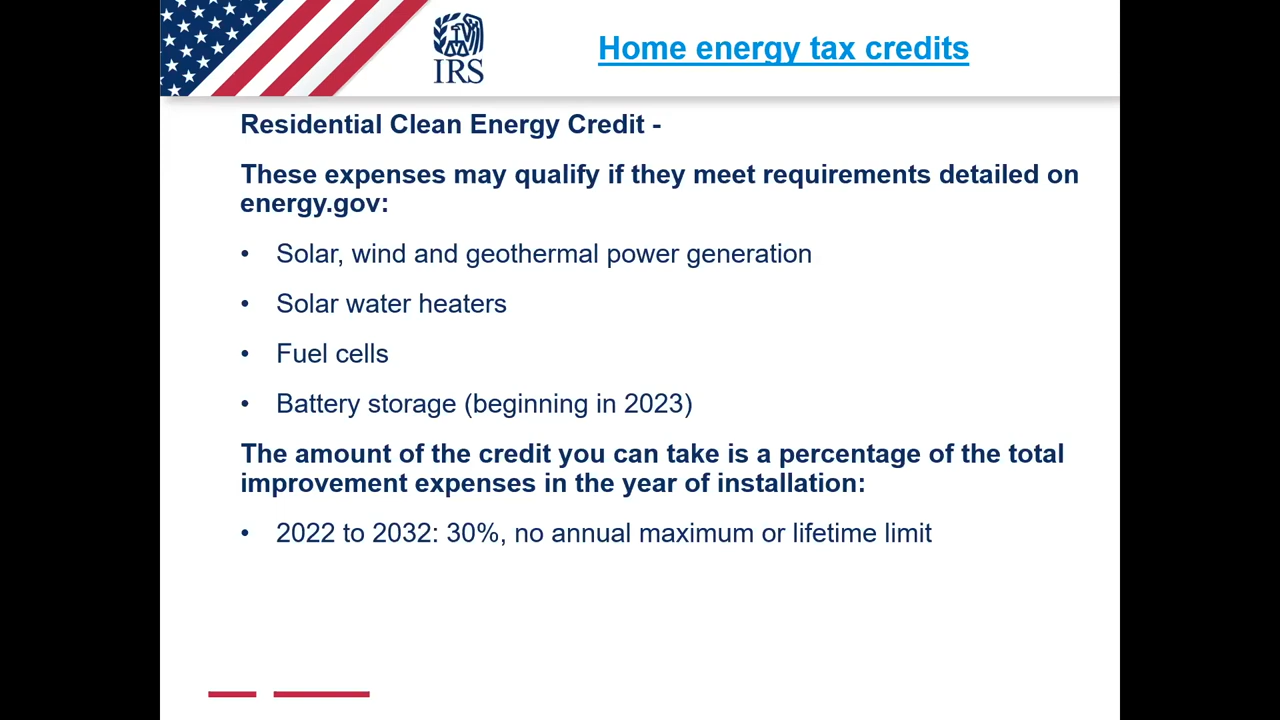 IRS
Home energy tax credits
Residential Clean Energy Credit -
These expenses may qualify if they meet requirements detailed on
energy.gov:
• Solar, wind and geothermal power generation
• Solar water heaters
• Fuel cells
• Battery storage (beginning in 2023)
The amount of the credit you can take is a percentage of the total
improvement expenses in the year of installation:
• 2022 to 2032: 30%, no annual maximum or lifetime limit